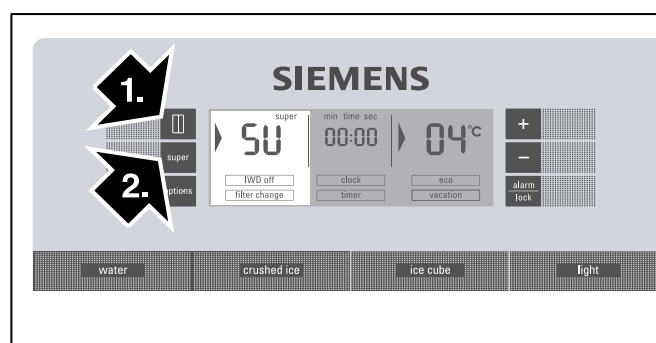 SIEMENS
1.
super
2.
options
super
SU
IWD off
filter change
min time sec
00:00
clock
timer
04°C
eco
vacation
+
−
alarm
lock
water
crushed ice
ice cube
light